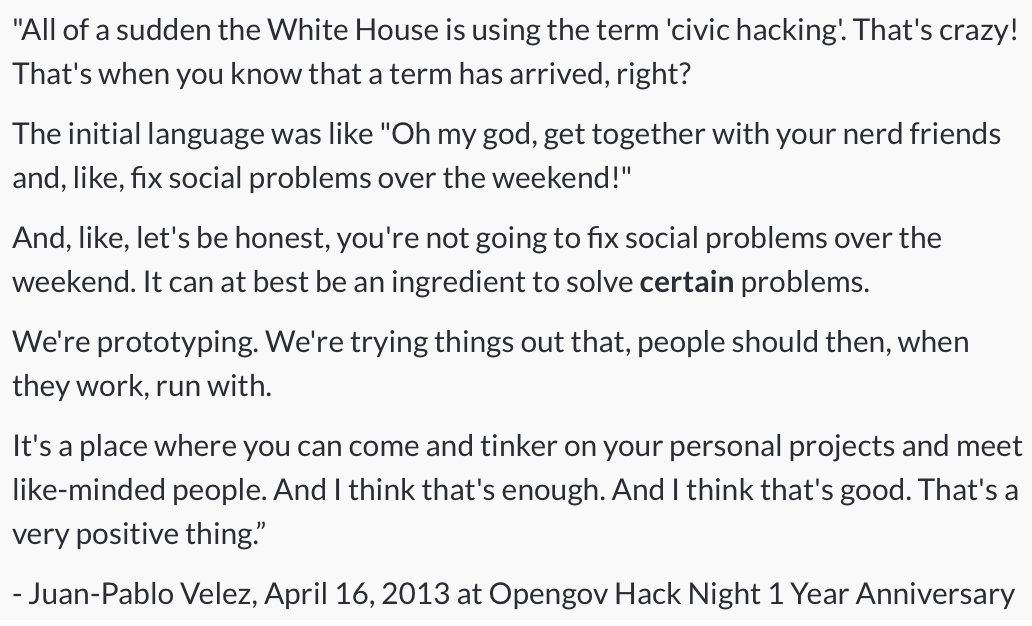 "All of a sudden the White House is using the term 'civic hacking'. That's crazy!
That's when you know that a term has arrived, right?
The initial language was like "Oh my god, get together with your nerd friends
and, like, fix social problems over the weekend!"
And, like, let's be honest, you're not going to fix social problems over the
weekend. It can at best be an ingredient to solve certain problems.
We're prototyping. We're trying things out that, people should then, when
they work, run with.
It's a place where you can come and tinker on your personal projects and meet
like-minded people. And I think that's enough. And I think that's good. That's a
very positive thing.”
- Juan-Pablo Velez, April 16, 2013 at Opengov Hack Night 1 Year Anniversary